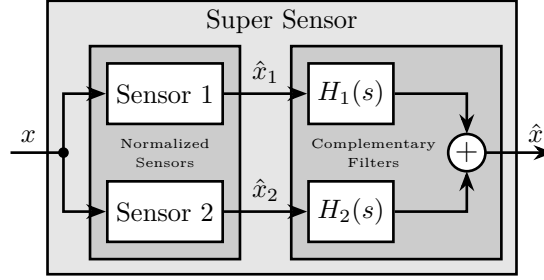 Super Sensor
Sensor 1
x̂₁
H₁(s)
x
Normalized
Sensors
Complementary
Filters
+
x̂
Sensor 2
x̂₂
H₂(s)